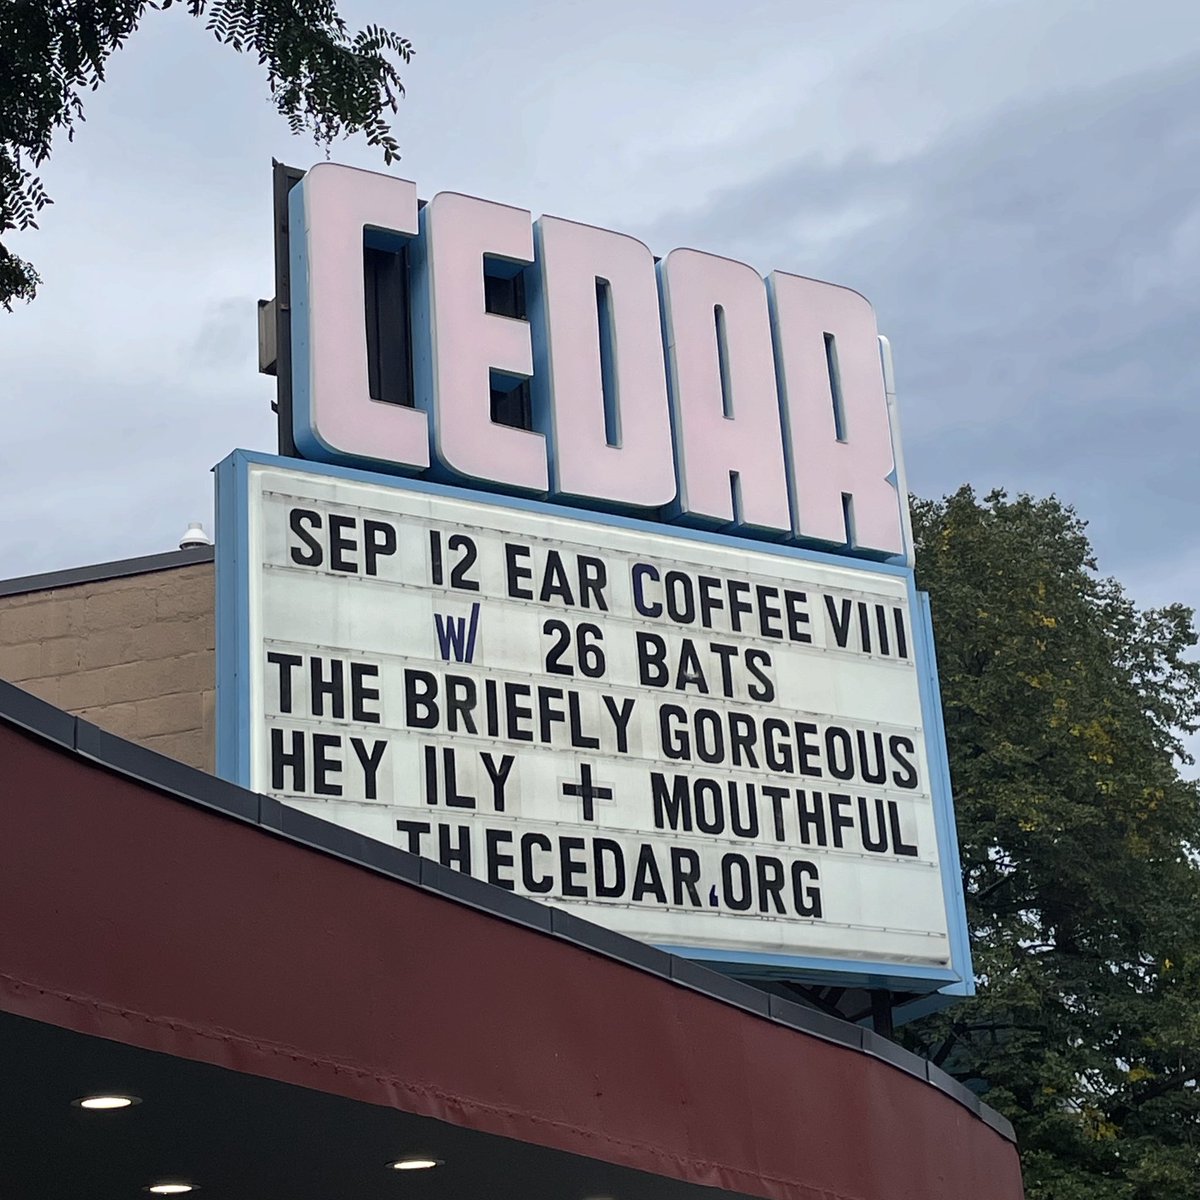 CEDAR
SEP 12 EAR COFFEE VIII
W/ 26 BATS
THE BRIEFLY GORGEOUS
HEY ILY + MOUTHFUL
THECEDAR.ORG